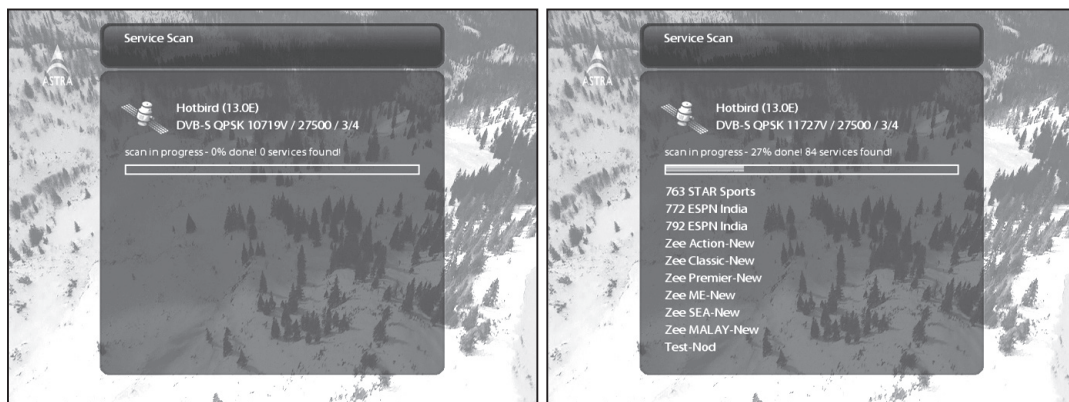 Service Scan
ASTRA
Hotbird (13.0E)
DVB-S QPSK 10719V / 27500 / 3/4
scan in progress - 0% done! 0 services found!
Service Scan
ASTRA
Hotbird (13.0E)
DVB-S QPSK 11727V / 27500 / 3/4
scan in progress - 27% done! 84 services found!
763 STAR Sports
772 ESPN India
792 ESPN India
Zee Action-New
Zee Classic-New
Zee Premier-New
Zee ME-New
Zee SEA-New
Zee MALAY-New
Test-Nod